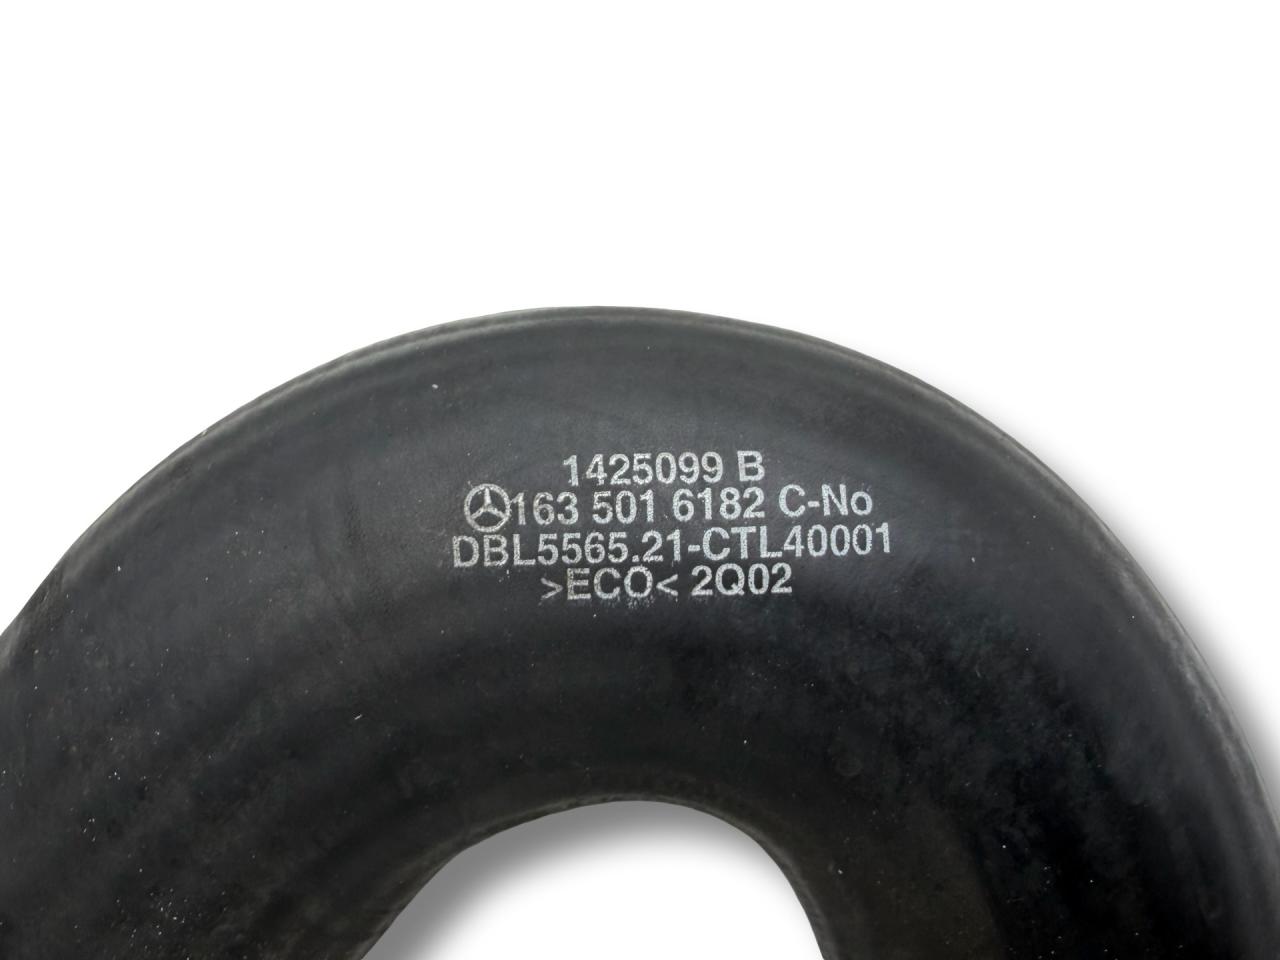 1425099 B
163 501 6182 C-No
DBL5565.21-CTL40001
>ECO< 2Q02